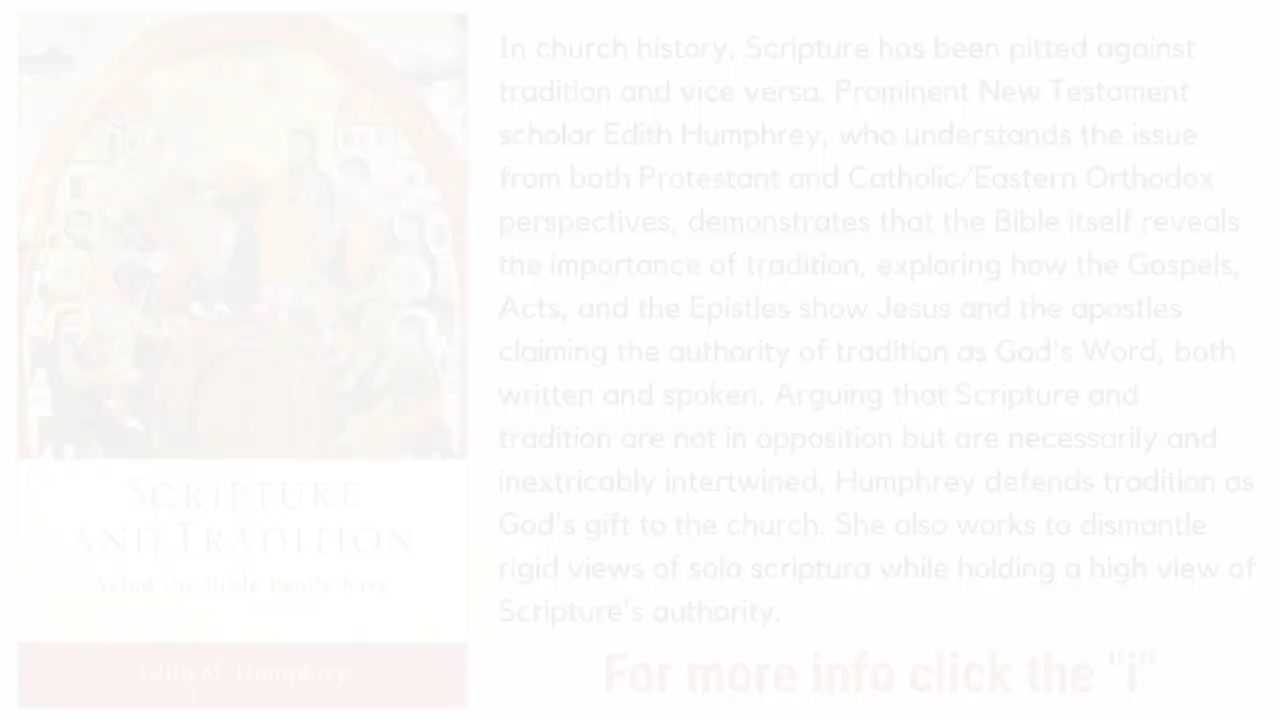 In church history, Scripture has been pitted against
tradition and vice versa. Prominent New Testament
scholar Edith Humphrey, who understands the issue
from both Protestant and Catholic/Eastern Orthodox
perspectives, demonstrates that the Bible itself reveals
the importance of tradition, exploring how the Gospels,
Acts, and the Epistles show Jesus and the apostles
claiming the authority of tradition as God's Word, both
written and spoken. Arguing that Scripture and
tradition are not in opposition but are necessarily and
inextricably intertwined, Humphrey defends tradition as
God's gift to the church. She also works to dismantle
rigid views of sola scriptura while holding a high view of
Scripture's authority.
For more info click the "i"
SCRIPTURE
AND TRADITION
What the Bible Really Says
Edith M. Humphrey